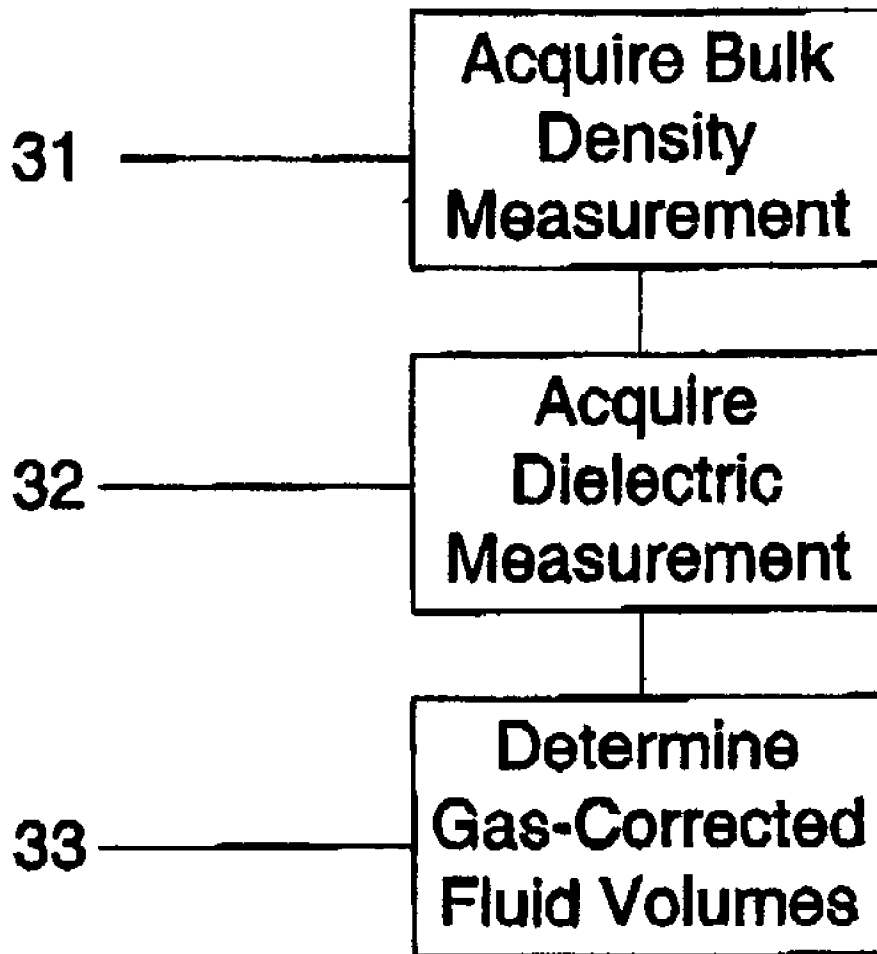 Acquire Bulk
Density
31
Measurement
Acquire
32
Dielectric
Measurement
Determine
33
Gas-Corrected
Fluid Volumes